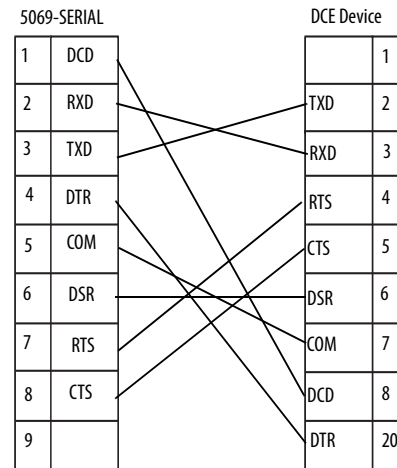 5069-SERIAL DCE Device
1 DCD 1
2 RXD TXD 2
3 TXD RXD 3
4 DTR RTS 4
5 COM CTS 5
6 DSR DSR 6
7 RTS COM 7
8 CTS DCD 8
9 DTR 20